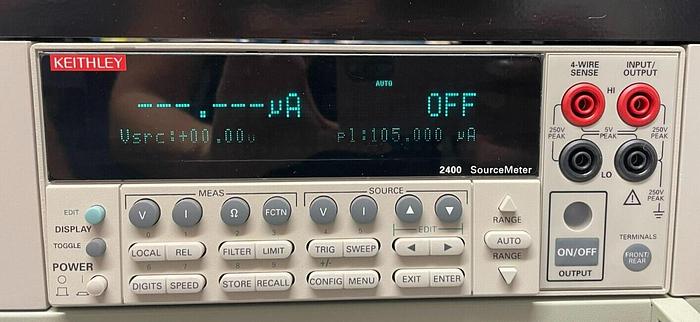 KEITHLEY
AUTO
---.---µA OFF
Vsrc:+00.00
105.000 µA
2400 SourceMeter
4-WIRE SENSE
INPUT/OUTPUT
HI
250V PEAK
5V PEAK
250V PEAK
LO
250V PEAK
MEAS
SOURCE
EDIT
V I Ω FCTN V I
DISPLAY
0 1 2 3 4 5
EDIT
RANGE
TOGGLE
LOCAL REL FILTER LIMIT TRIG SWEEP
AUTO
RANGE
6 7 8 9 +/-
POWER
DIGITS SPEED STORE RECALL CONFIG MENU EXIT ENTER
ON/OFF
OUTPUT
TERMINALS
FRONT/REAR